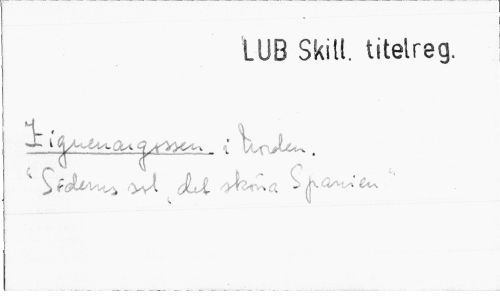 LUB Skill. titelreg.
Zigenargossen i Norden.
"Söderns sol, det sköna Spanien"